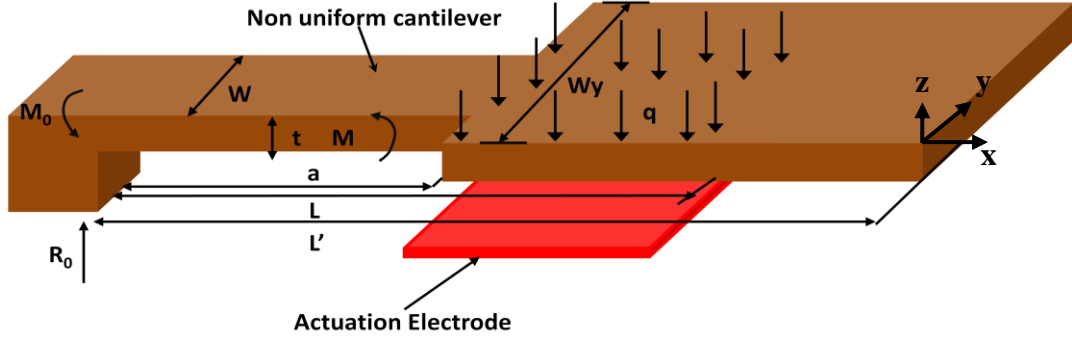 Non uniform cantilever
M₀
W
t
M
Wy
q
z
y
x
a
L
L’
R₀
Actuation Electrode